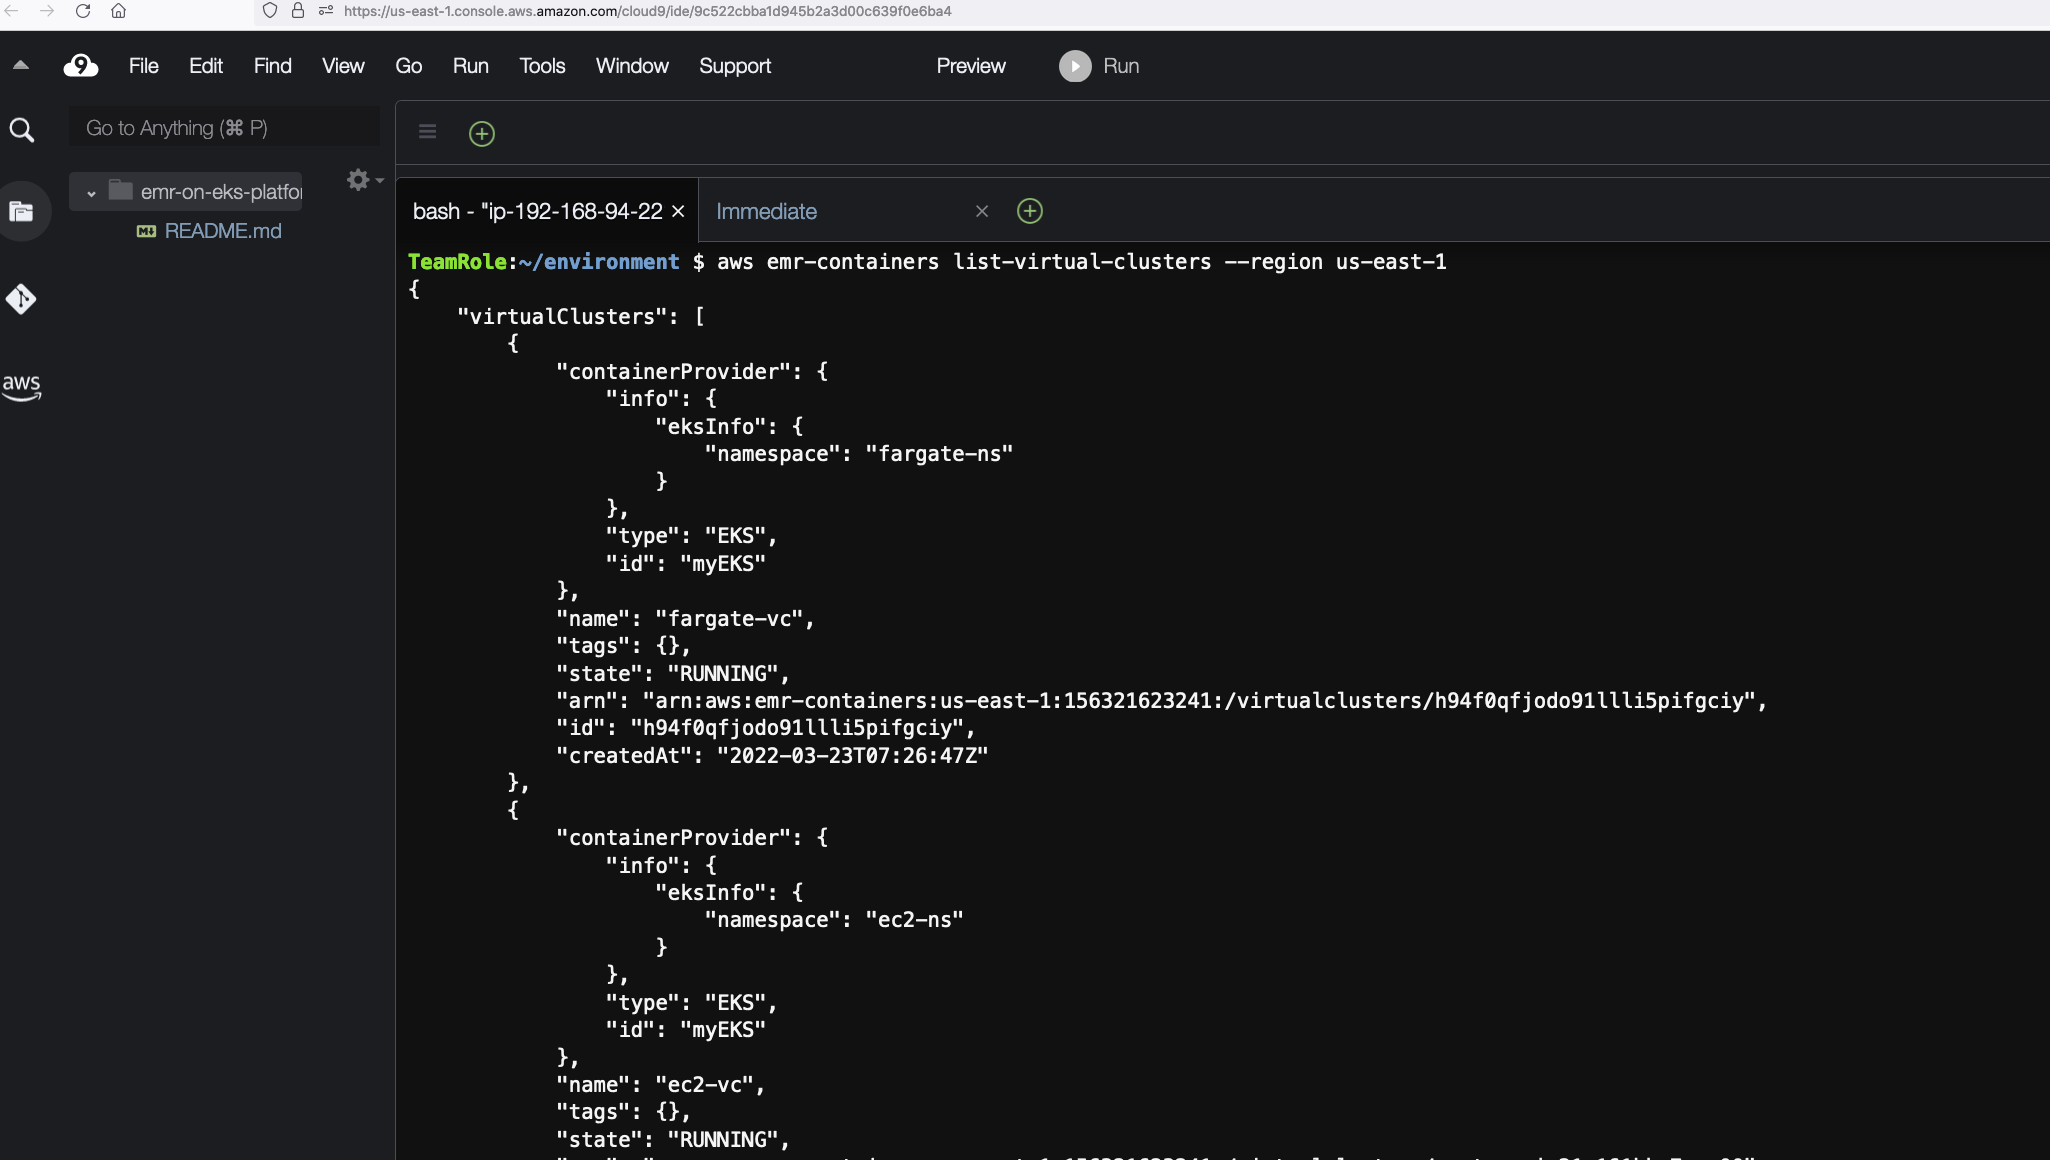 https://us-east-1.console.aws.amazon.com/cloud9/ide/9c522cbba1d945b2a3d00c639f0e6ba4
9 File Edit Find View Go Run Tools Window Support Preview Run
Go to Anything (⌘ P)
emr-on-eks-platfor
README.md
aws
bash - "ip-192-168-94-22 × Immediate ×
TeamRole:~/environment $ aws emr-containers list-virtual-clusters --region us-east-1
{
    "virtualClusters": [
        {
            "containerProvider": {
                "info": {
                    "eksInfo": {
                        "namespace": "fargate-ns"
                    }
                },
                "type": "EKS",
                "id": "myEKS"
            },
            "name": "fargate-vc",
            "tags": {},
            "state": "RUNNING",
            "arn": "arn:aws:emr-containers:us-east-1:156321623241:/virtualclusters/h94f0qfjodo91llli5pifgciy",
            "id": "h94f0qfjodo91llli5pifgciy",
            "createdAt": "2022-03-23T07:26:47Z"
        },
        {
            "containerProvider": {
                "info": {
                    "eksInfo": {
                        "namespace": "ec2-ns"
                    }
                },
                "type": "EKS",
                "id": "myEKS"
            },
            "name": "ec2-vc",
            "tags": {},
            "state": "RUNNING",